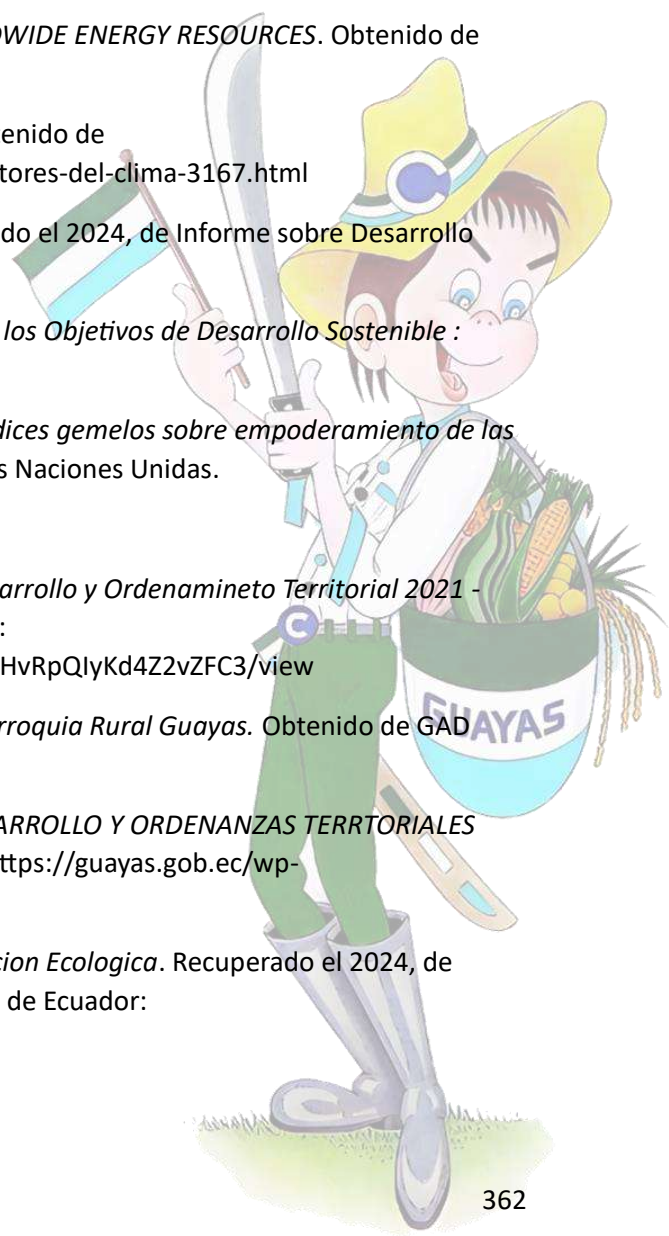 OWIDE ENERGY RESOURCES. Obtenido de
enido de
tores-del-clima-3167.html
do el 2024, de Informe sobre Desarrollo
los Objetivos de Desarrollo Sostenible :
dices gemelos sobre empoderamiento de las
s Naciones Unidas.
arrollo y Ordenamineto Territorial 2021 -
:
HvRpQIyKd4Z2vZFC3/view
rroquia Rural Guayas. Obtenido de GAD
ARROLLO Y ORDENANZAS TERRTORIALES
ttps://guayas.gob.ec/wp-
cion Ecologica. Recuperado el 2024, de
de Ecuador:
C
C
GUAYAS
362